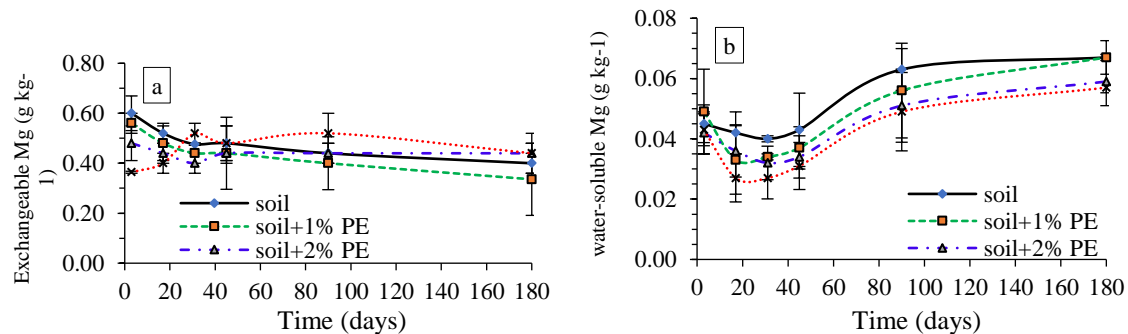 Exchangeable Mg (g kg-
1)
0.80
0.60
0.40
0.20
0.00
a
soil
soil+1% PE
soil+2% PE
0 20 40 60 80 100 120 140 160 180
Time (days)
water-soluble Mg (g kg-1)
0.08
0.06
0.04
0.02
0.00
b
soil
soil+1% PE
soil+2% PE
0 20 40 60 80 100 120 140 160 180
Time (days)